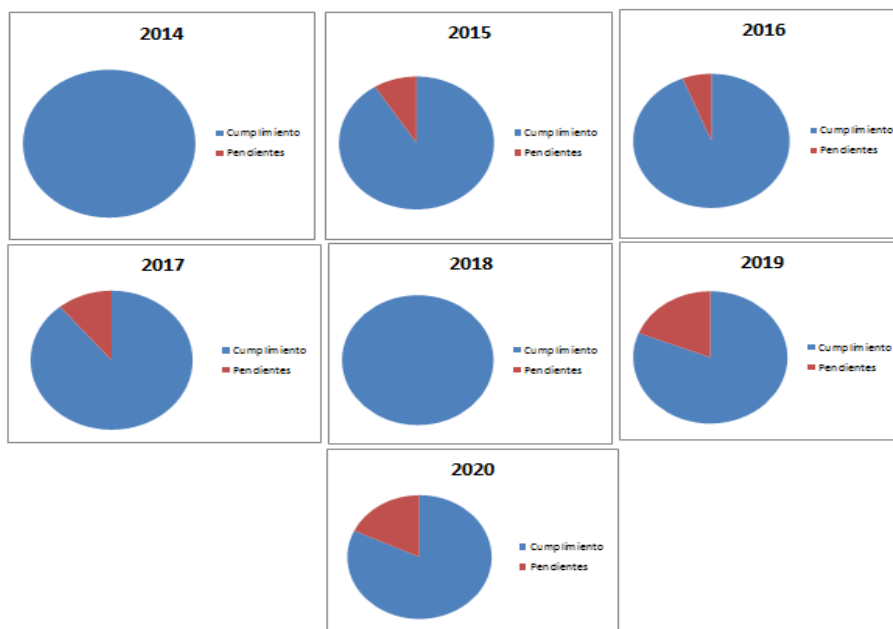 2014
Cumplimiento
Pendientes
2015
Cumplimiento
Pendientes
2016
Cumplimiento
Pendientes
2017
Cumplimiento
Pendientes
2018
Cumplimiento
Pendientes
2019
Cumplimiento
Pendientes
2020
Cumplimiento
Pendientes